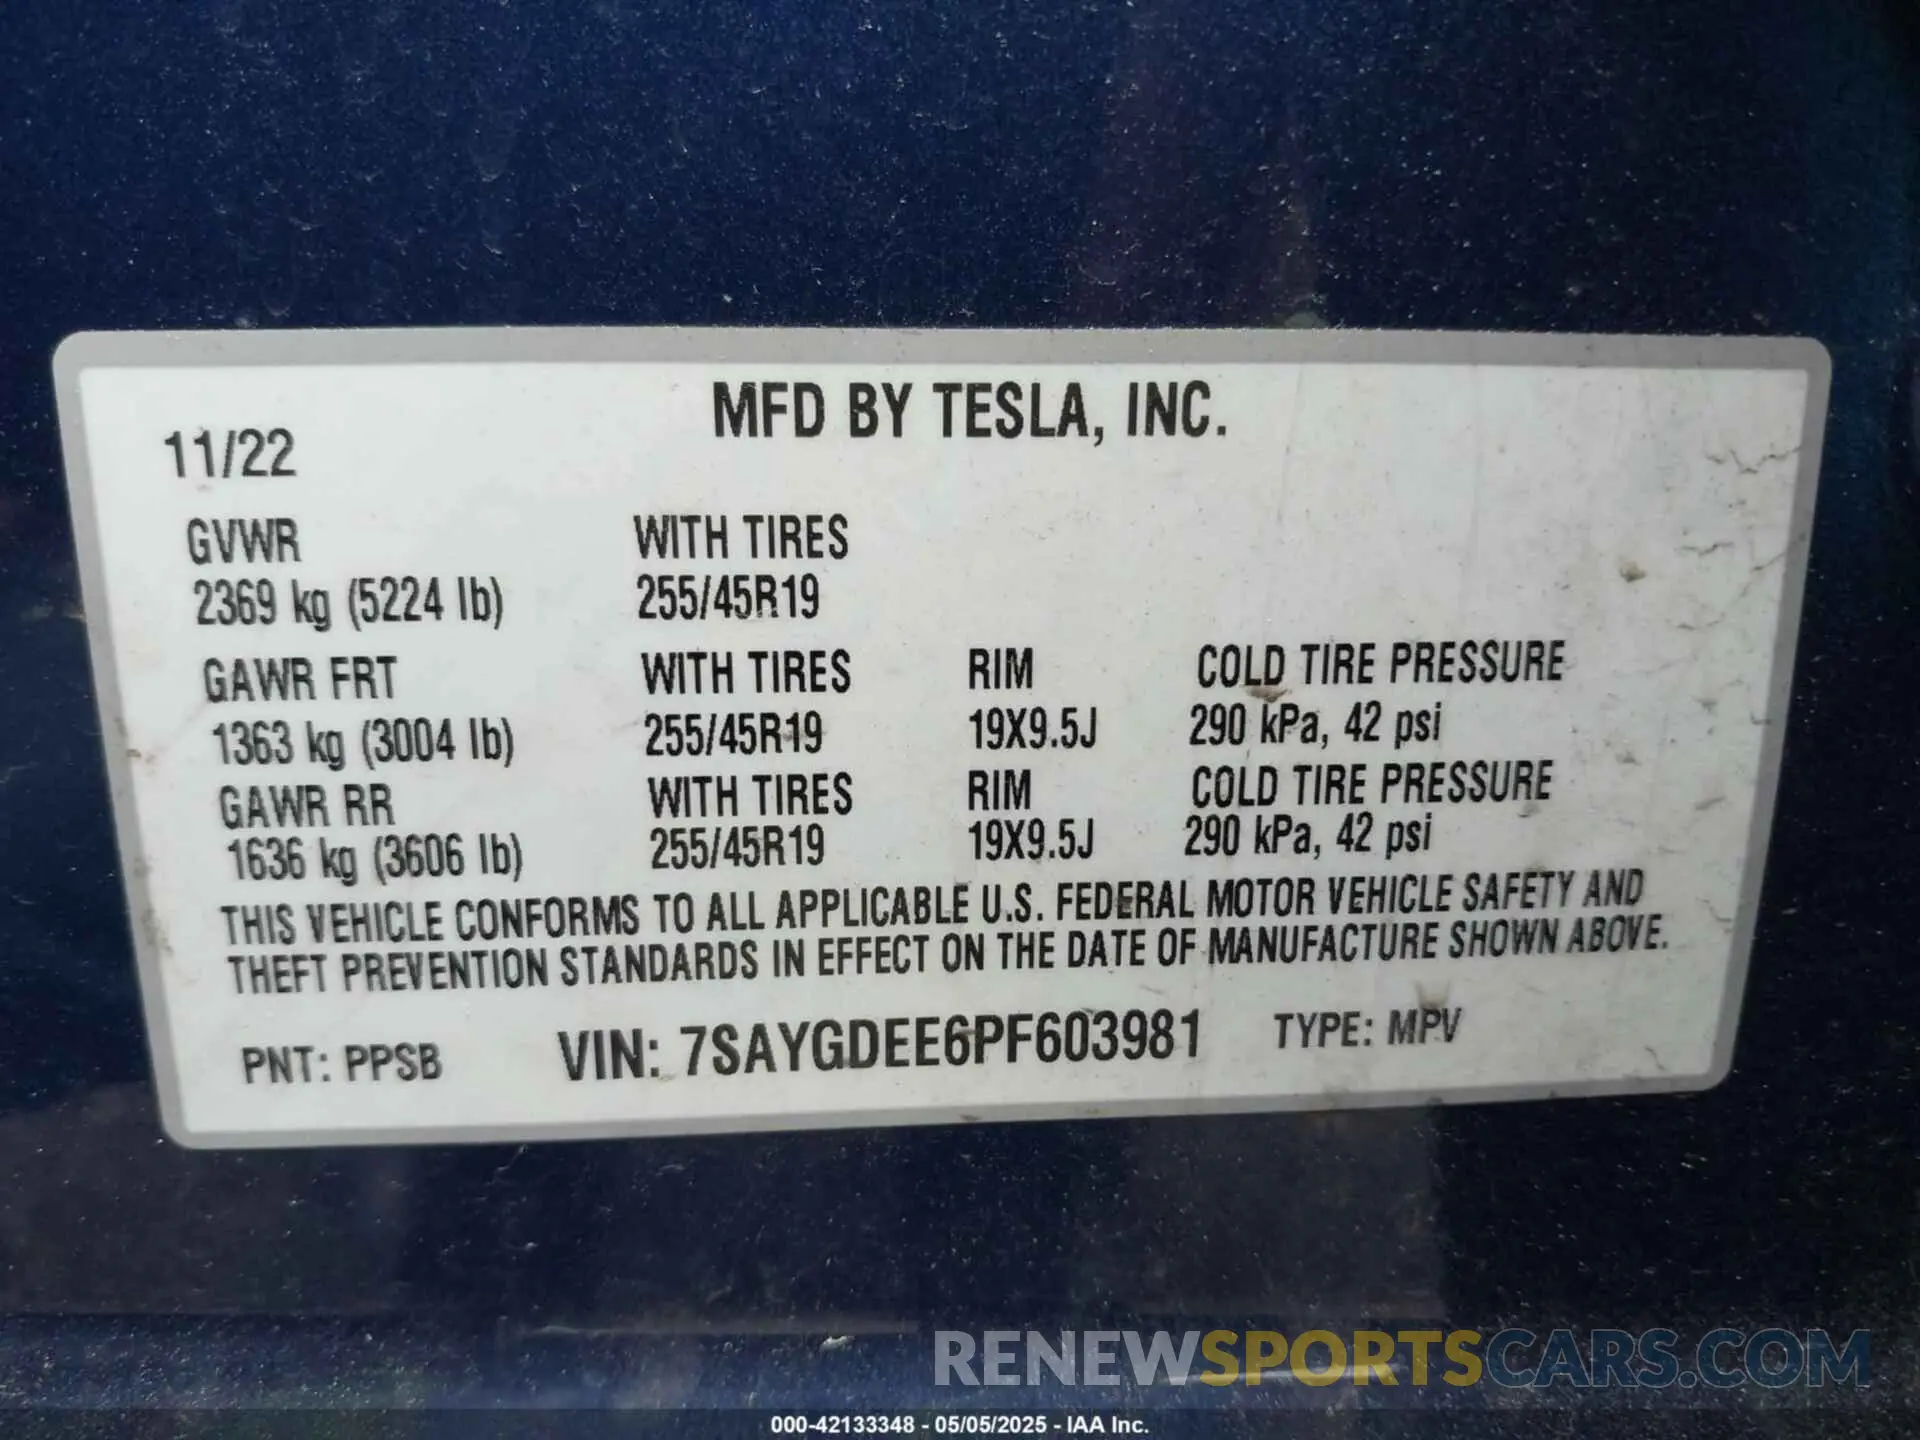 MFD BY TESLA, INC.
11/22
GVWR WITH TIRES
2369 kg (5224 lb) 255/45R19
GAWR FRT WITH TIRES RIM COLD TIRE PRESSURE
1363 kg (3004 lb) 255/45R19 19X9.5J 290 kPa, 42 psi
GAWR RR WITH TIRES RIM COLD TIRE PRESSURE
1636 kg (3606 lb) 255/45R19 19X9.5J 290 kPa, 42 psi
THIS VEHICLE CONFORMS TO ALL APPLICABLE U.S. FEDERAL MOTOR VEHICLE SAFETY AND
THEFT PREVENTION STANDARDS IN EFFECT ON THE DATE OF MANUFACTURE SHOWN ABOVE.
PNT: PPSB VIN: 7SAYGDEE6PF603981 TYPE: MPV
RENEWSPORTSCARS.COM
000-42133348 - 05/05/2025 - IAA Inc.